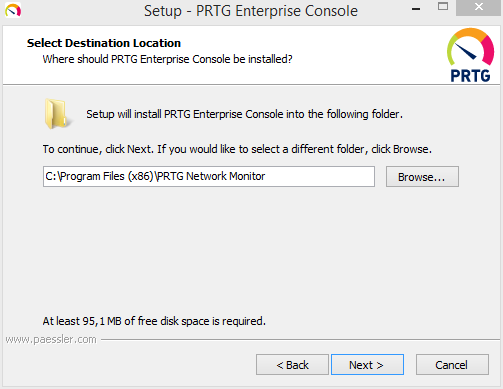 Setup - PRTG Enterprise Console
Select Destination Location
Where should PRTG Enterprise Console be installed?
PRTG
Setup will install PRTG Enterprise Console into the following folder.
To continue, click Next. If you would like to select a different folder, click Browse.
C:\Program Files (x86)\PRTG Network Monitor
Browse...
At least 95,1 MB of free disk space is required.
www.paessler.com
< Back
Next >
Cancel